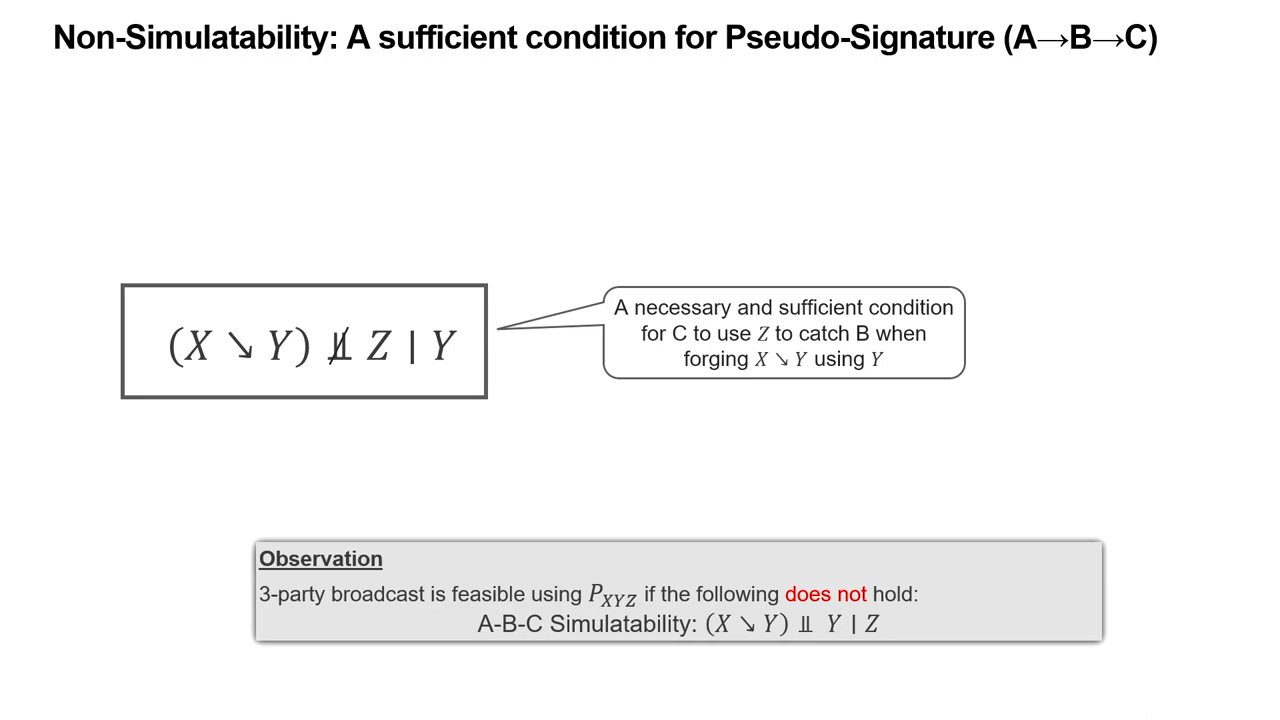 Non-Simulatability: A sufficient condition for Pseudo-Signature (A→B→C)
(X ↘ Y) ⫫̸ Z | Y
A necessary and sufficient condition
for C to use Z to catch B when
forging X ↘ Y using Y
Observation
3-party broadcast is feasible using P_XYZ if the following does not hold:
A-B-C Simulatability: (X ↘ Y) ⫫ Y | Z